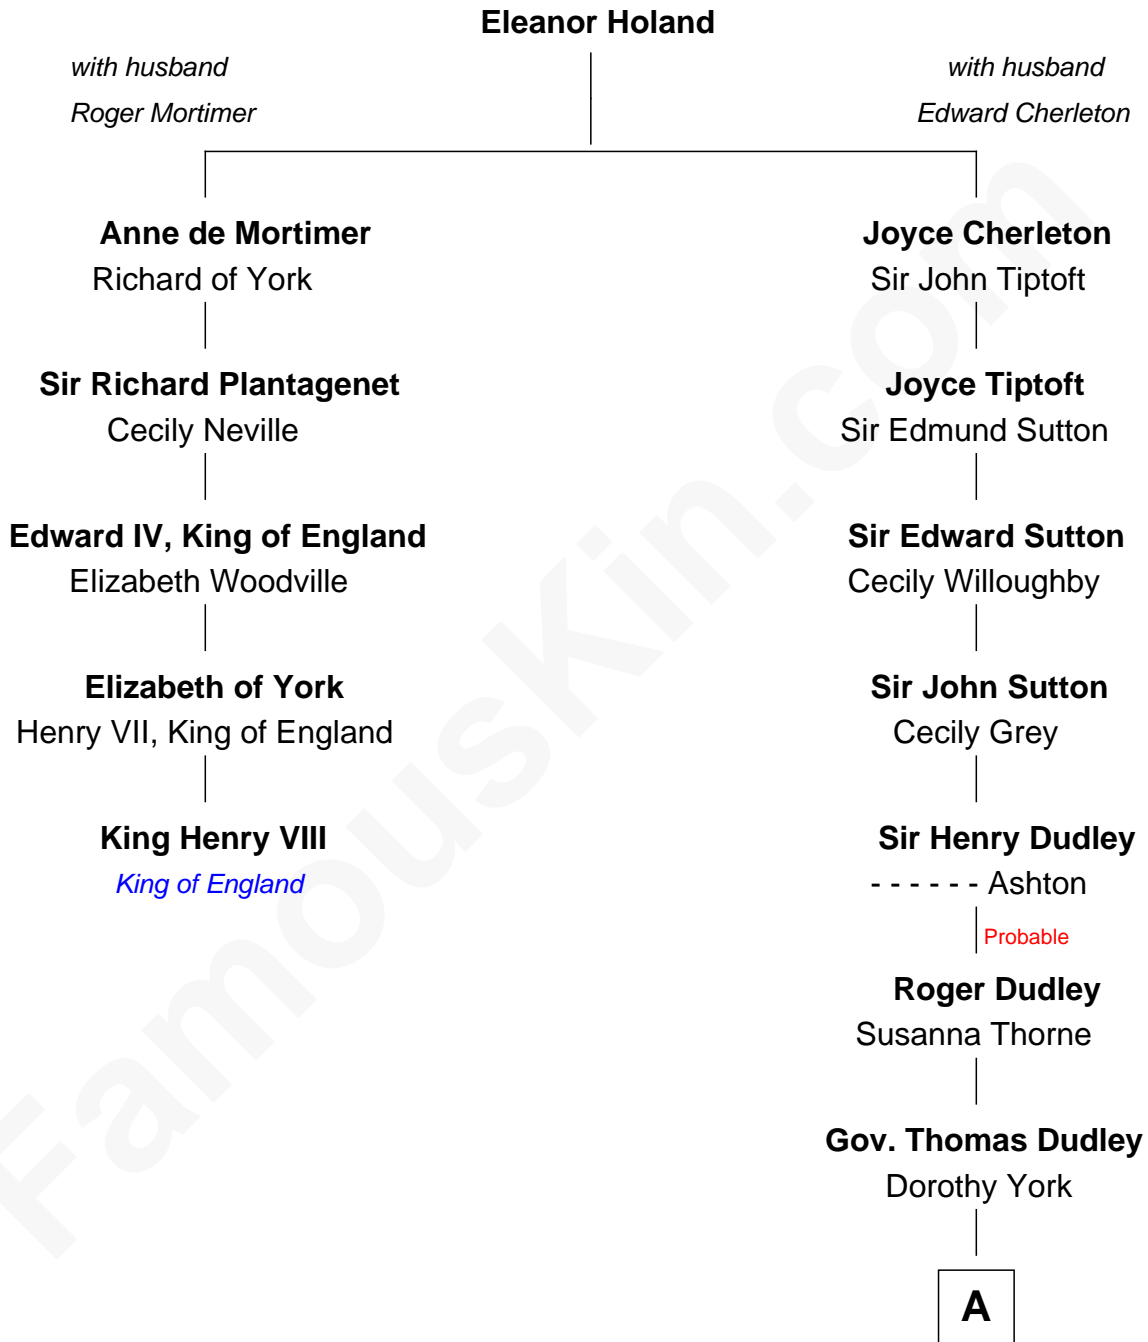 Eleanor Holand
with husband
Roger Mortimer
with husband
Edward Cherleton
Anne de Mortimer
Richard of York
Joyce Cherleton
Sir John Tiptoft
Sir Richard Plantagenet
Cecily Neville
Joyce Tiptoft
Sir Edmund Sutton
Edward IV, King of England
Elizabeth Woodville
Sir Edward Sutton
Cecily Willoughby
Elizabeth of York
Henry VII, King of England
Sir John Sutton
Cecily Grey
King Henry VIII
King of England
Sir Henry Dudley
- - - - - - Ashton
Probable
Roger Dudley
Susanna Thorne
Gov. Thomas Dudley
Dorothy York
A
FamousKin.com